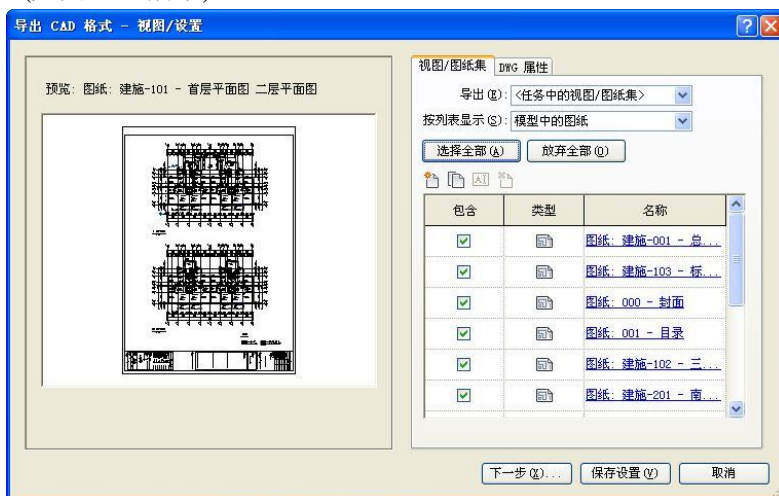 导出 CAD 格式 - 视图/设置
预览: 图纸: 建施-101 - 首层平面图 二层平面图
视图/图纸集 DWG 属性
导出(E): <任务中的视图/图纸集>
按列表显示(S): 模型中的图纸
选择全部(A) 放弃全部(O)
包含 类型 名称
图纸: 建施-001 - 总...
图纸: 建施-103 - 标...
图纸: 000 - 封面
图纸: 001 - 目录
图纸: 建施-102 - 三...
图纸: 建施-201 - 南...
下一步(X)... 保存设置(V) 取消